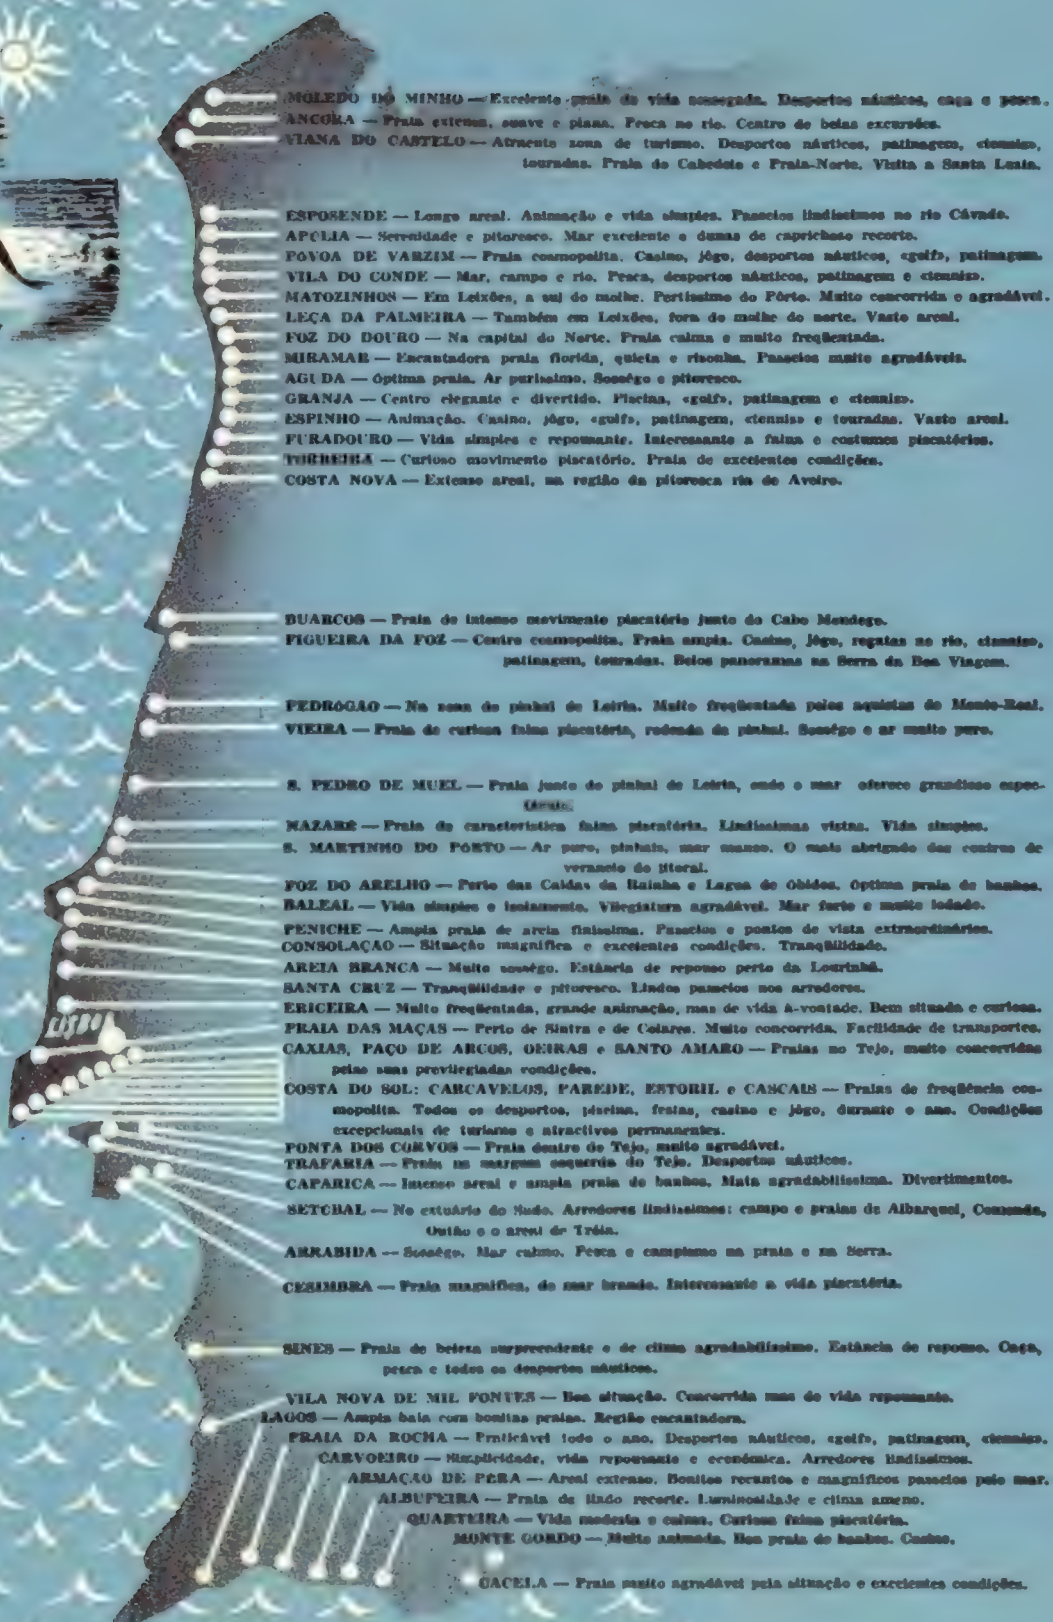 MOLEDO DO MINHO — Excelente praia de vida sossegada. Desportos náuticos, caça e pesca.
ANCORA — Praia extensa, suave e plana. Pesca no rio. Centro de belas excursões.
VIANA DO CASTELO — Atraente zona de turismo. Desportos náuticos, patinagem, «tennis»,
touradas. Praia do Cabedelo e Praia-Norte. Visita a Santa Luzia.
ESPOSENDE — Longo areal. Animação e vida simples. Passeios lindíssimos no rio Cávado.
APÚLIA — Serenidade e pitoresco. Mar excelente e dunas de caprichoso recorte.
PÓVOA DE VARZIM — Praia cosmopolita. Casino, jôgo, desportos náuticos, «golf», patinagem.
VILA DO CONDE — Mar, campo e rio. Pesca, desportos náuticos, patinagem e «tennis».
MATOZINHOS — Em Leixões, a sul do molhe. Pertíssimo do Pôrto. Muito concorrida e agradável.
LEÇA DA PALMEIRA — Também em Leixões, fora do molhe do norte. Vasto areal.
FOZ DO DOURO — Na capital do Norte. Praia calma e muito freqüentada.
MIRAMAR — Encantadora praia florida, quieta e risonha. Passeios muito agradáveis.
AGUDA — Óptima praia. Ar puríssimo. Sossêgo e pitoresco.
GRANJA — Centro elegante e divertido. Piscina, «golf», patinagem e «tennis».
ESPINHO — Animação. Casino, jôgo, «golf», patinagem, «tennis» e touradas. Vasto areal.
FURADOURO — Vida simples e repousante. Interessante a faina e costumes piscatórios.
TORREIRA — Curioso movimento piscatório. Praia de excelentes condições.
COSTA NOVA — Extenso areal, na região da pitoresca ria de Aveiro.
BUARCOS — Praia de intenso movimento piscatório junto do Cabo Mondego.
FIGUEIRA DA FOZ — Centro cosmopolita. Praia ampla. Casino, jôgo, regatas no rio, «tennis»,
patinagem, touradas. Belos panoramas na Serra da Boa Viagem.
PEDRÓGÃO — Na zona do pinhal de Leiria. Muito freqüentada pelos aquistas de Monte-Real.
VIEIRA — Praia de curiosa faina piscatória, rodeada de pinhal. Sossêgo e ar muito puro.
S. PEDRO DE MUEL — Praia junto do pinhal de Leiria, onde o mar oferece grandioso espec-
táculo.
NAZARÉ — Praia de característica faina piscatória. Lindíssimas vistas. Vida simples.
S. MARTINHO DO PÔRTO — Ar puro, pinhais, mar manso. O mais abrigado dos centros de
veraneio do litoral.
FOZ DO ARELHO — Perto das Caldas da Rainha e Lagoa de Óbidos. Óptima praia de banhos.
BALEAL — Vida simples e isolamento. Vilegiatura agradável. Mar forte e muito iodado.
PENICHE — Ampla praia de areia finíssima. Passeios e pontos de vista extraordinários.
CONSOLAÇÃO — Situação magnífica e excelentes condições. Tranqüilidade.
AREIA BRANCA — Muito sossêgo. Estância de repouso perto da Lourinhã.
SANTA CRUZ — Tranqüilidade e pitoresco. Lindos passeios nos arredores.
ERICEIRA — Muito freqüentada, grande animação, mas de vida à-vontade. Bem situada e curiosa.
PRAIA DAS MAÇAS — Perto de Sintra e de Colares. Muito concorrida. Facilidade de transportes.
CAXIAS, PAÇO DE ARCOS, OEIRAS e SANTO AMARO — Praias no Tejo, muito concorridas
pelas suas previlegiadas condições.
COSTA DO SOL: CARCAVELOS, PAREDE, ESTORIL e CASCAIS — Praias de freqüência cos-
mopolita. Todos os desportos, piscina, festas, casino e jôgo, durante o ano. Condições
excepcionais de turismo e atractivos permanentes.
PONTA DOS CORVOS — Praia dentro do Tejo, muito agradável.
TRAFARIA — Praia na margem esquerda do Tejo. Desportos náuticos.
CAPARICA — Imenso areal e ampla praia de banhos. Mata agradabilíssima. Divertimentos.
SETÚBAL — No estuário do Sado. Arredores lindíssimos: campo e praias de Albarquel, Comenda,
Outão e o areal de Tróia.
ARRÁBIDA — Sossêgo. Mar calmo. Pesca e campismo na praia e na Serra.
CESIMBRA — Praia magnífica, de mar brando. Interessante a vida piscatória.
SINES — Praia de beleza surpreendente e de clima agradabilíssimo. Estância de repouso. Caça,
pesca e todos os desportos náuticos.
VILA NOVA DE MIL FONTES — Boa situação. Concorrida mas de vida repousante.
LAGOS — Ampla baía com bonitas praias. Região encantadora.
PRAIA DA ROCHA — Praticável todo o ano. Desportos náuticos, «golf», patinagem, «tennis».
CARVOEIRO — Simplicidade, vida repousante e económica. Arredores lindíssimos.
ARMAÇÃO DE PERA — Areal extenso. Bonitos recantos e magníficos passeios pelo mar.
ALBUFEIRA — Praia de lindo recorte. Luminosidade e clima ameno.
QUARTEIRA — Vida modesta e calma. Curiosa faina piscatória.
MONTE GORDO — Muito animada. Boa praia de banhos. Casino.
CACELA — Praia muito agradável pela situação e excelentes condições.